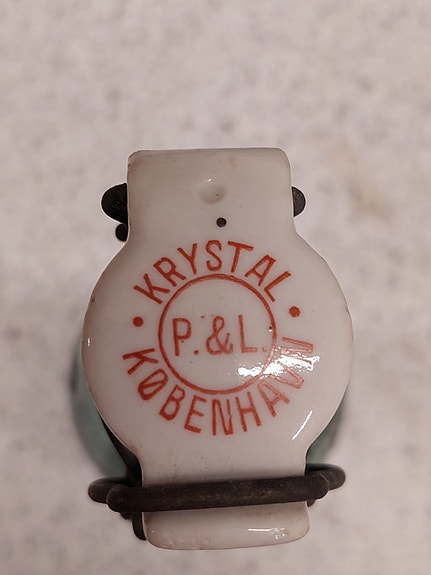 KRYSTAL
P. & L.
KØBENHAVN